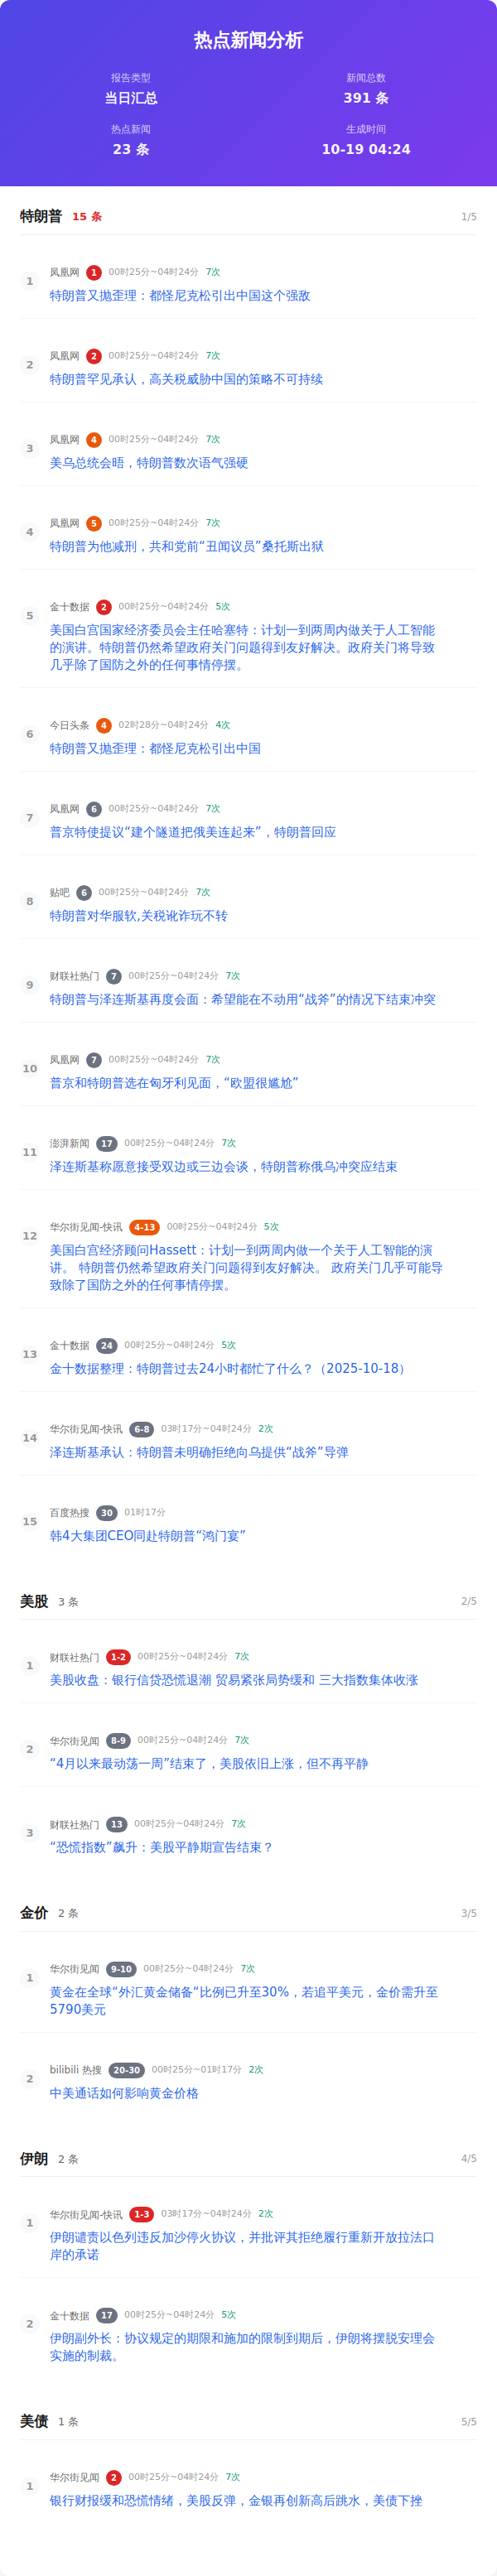 热点新闻分析
报告类型
当日汇总
新闻总数
391 条
热点新闻
23 条
生成时间
10-19 04:24
特朗普 15 条 1/5
1
凤凰网 1 00时25分~04时24分 7次
特朗普又抛歪理：都怪尼克松引出中国这个强敌
2
凤凰网 2 00时25分~04时24分 7次
特朗普罕见承认，高关税威胁中国的策略不可持续
3
凤凰网 4 00时25分~04时24分 7次
美乌总统会晤，特朗普数次语气强硬
4
凤凰网 5 00时25分~04时24分 7次
特朗普为他减刑，共和党前“丑闻议员”桑托斯出狱
5
金十数据 2 00时25分~04时24分 5次
美国白宫国家经济委员会主任哈塞特：计划一到两周内做关于人工智能
的演讲。特朗普仍然希望政府关门问题得到友好解决。政府关门将导致
几乎除了国防之外的任何事情停摆。
6
今日头条 4 02时28分~04时24分 4次
特朗普又抛歪理：都怪尼克松引出中国
7
凤凰网 6 00时25分~04时24分 7次
普京特使提议“建个隧道把俄美连起来”，特朗普回应
8
贴吧 6 00时25分~04时24分 7次
特朗普对华服软,关税讹诈玩不转
9
财联社热门 7 00时25分~04时24分 7次
特朗普与泽连斯基再度会面：希望能在不动用“战斧”的情况下结束冲突
10
凤凰网 7 00时25分~04时24分 7次
普京和特朗普选在匈牙利见面，“欧盟很尴尬”
11
澎湃新闻 17 00时25分~04时24分 7次
泽连斯基称愿意接受双边或三边会谈，特朗普称俄乌冲突应结束
12
华尔街见闻-快讯 4-13 00时25分~04时24分 5次
美国白宫经济顾问Hassett：计划一到两周内做一个关于人工智能的演
讲。 特朗普仍然希望政府关门问题得到友好解决。 政府关门几乎可能导
致除了国防之外的任何事情停摆。
13
金十数据 24 00时25分~04时24分 5次
金十数据整理：特朗普过去24小时都忙了什么？（2025-10-18）
14
华尔街见闻-快讯 6-8 03时17分~04时24分 2次
泽连斯基承认：特朗普未明确拒绝向乌提供“战斧”导弹
15
百度热搜 30 01时17分
韩4大集团CEO同赴特朗普“鸿门宴”
美股 3 条 2/5
1
财联社热门 1-2 00时25分~04时24分 7次
美股收盘：银行信贷恐慌退潮 贸易紧张局势缓和 三大指数集体收涨
2
华尔街见闻 8-9 00时25分~04时24分 7次
“4月以来最动荡一周”结束了，美股依旧上涨，但不再平静
3
财联社热门 13 00时25分~04时24分 7次
“恐慌指数”飙升：美股平静期宣告结束？
金价 2 条 3/5
1
华尔街见闻 9-10 00时25分~04时24分 7次
黄金在全球“外汇黄金储备“比例已升至30%，若追平美元，金价需升至
5790美元
2
bilibili 热搜 20-30 00时25分~01时17分 2次
中美通话如何影响黄金价格
伊朗 2 条 4/5
1
华尔街见闻-快讯 1-3 03时17分~04时24分 2次
伊朗谴责以色列违反加沙停火协议，并批评其拒绝履行重新开放拉法口
岸的承诺
2
金十数据 17 00时25分~04时24分 5次
伊朗副外长：协议规定的期限和施加的限制到期后，伊朗将摆脱安理会
实施的制裁。
美债 1 条 5/5
1
华尔街见闻 2 00时25分~04时24分 7次
银行财报缓和恐慌情绪，美股反弹，金银再创新高后跳水，美债下挫